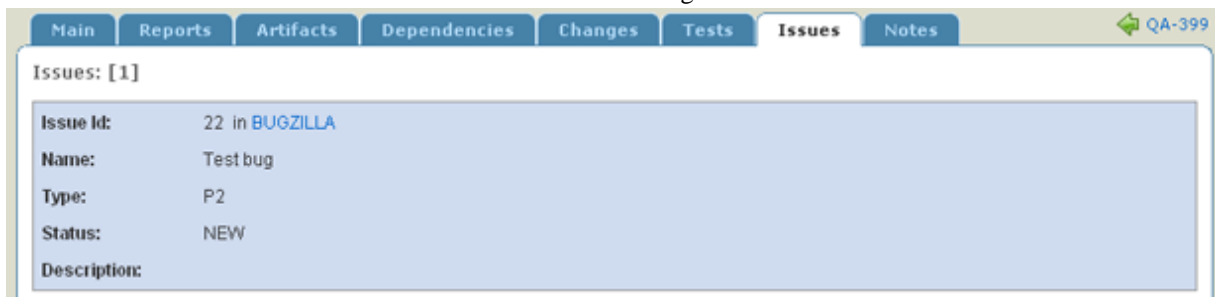 Main Reports Artifacts Dependencies Changes Tests Issues Notes QA-399
Issues: [1]
Issue Id: 22 in BUGZILLA
Name: Test bug
Type: P2
Status: NEW
Description: